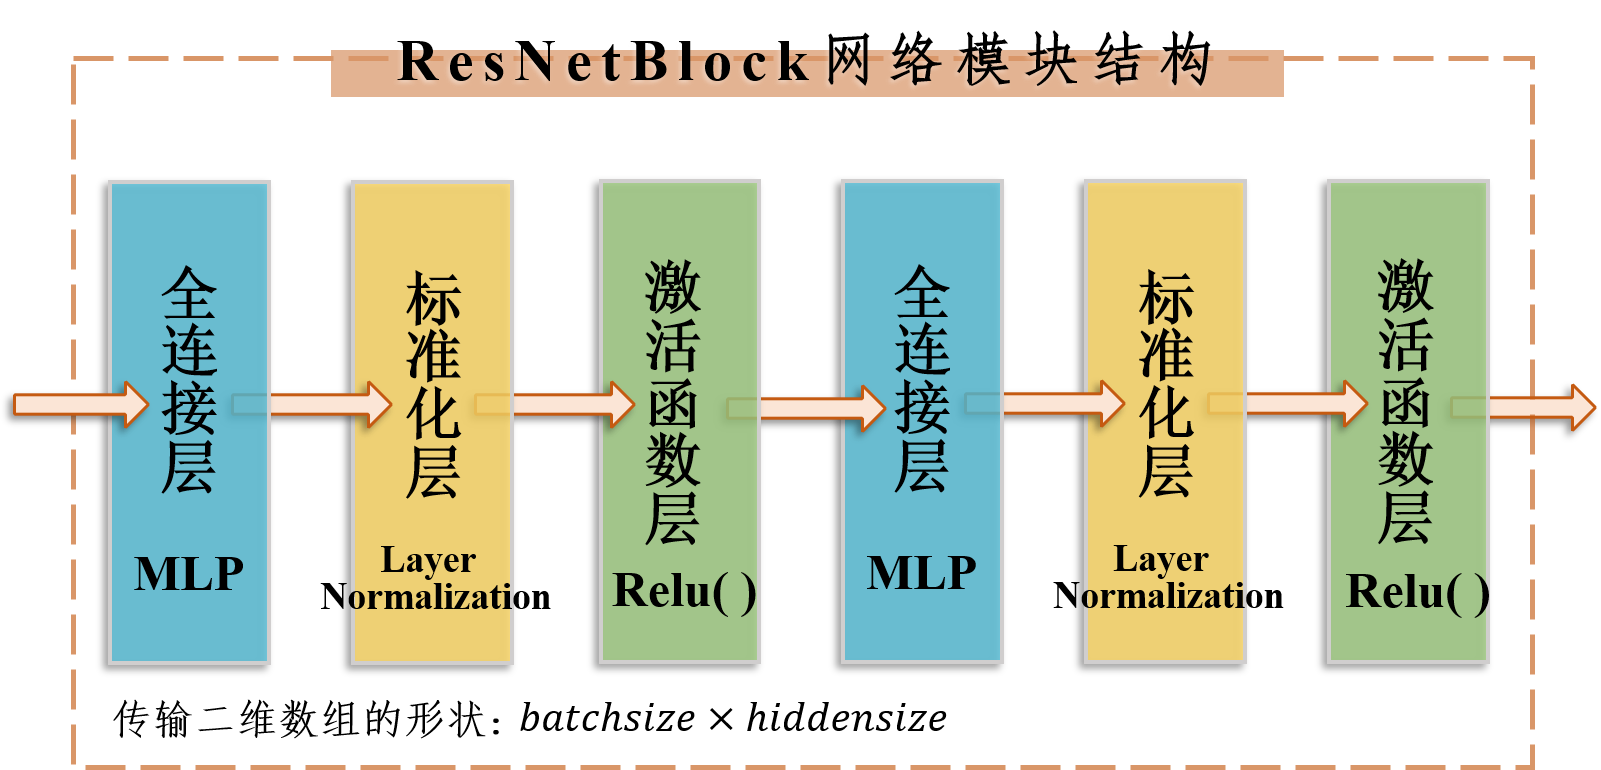 ResNetBlock网络模块结构
全连接层
MLP
标准化层
Layer
Normalization
激活函数层
Relu( )
全连接层
MLP
标准化层
Layer
Normalization
激活函数层
Relu( )
传输二维数组的形状：batchsize × hiddensize